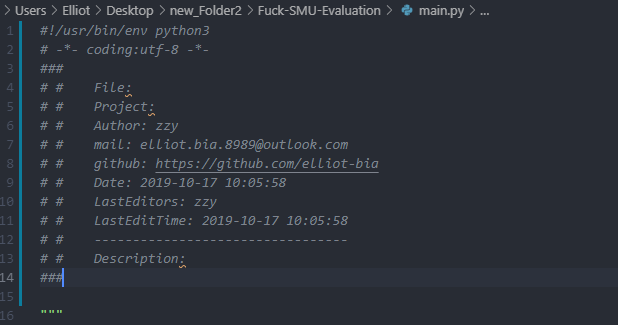 > Users > Elliot > Desktop > new_Folder2 > Fuck-SMU-Evaluation > main.py > ...
1 #!/usr/bin/env python3
2 # -*- coding:utf-8 -*-
3 ###
4 # # File:
5 # # Project:
6 # # Author: zzy
7 # # mail: elliot.bia.8989@outlook.com
8 # # github: https://github.com/elliot-bia
9 # # Date: 2019-10-17 10:05:58
10 # # LastEditors: zzy
11 # # LastEditTime: 2019-10-17 10:05:58
12 # # ---------------------------------
13 # # Description:
14 ###
15
16 """